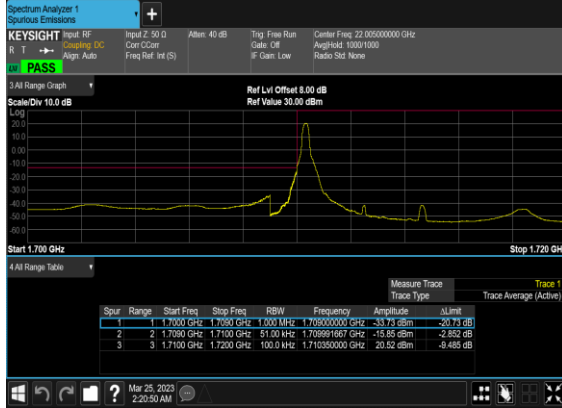 Spectrum Analyzer 1
Spurious Emissions
+
KEYSIGHT Input: RF Input Z: 50 Ω Atten: 40 dB Trig: Free Run Center Freq: 22.005000000 GHz
R T Coupling: DC Corr CCorr Gate: Off Avg|Hold: 1000/1000
Align: Auto Freq Ref: Int (S) IF Gain: Low Radio Std: None
PASS
3 All Range Graph Ref Lvl Offset 8.00 dB
Scale/Div 10.0 dB Ref Value 30.00 dBm
Log
20.0
10.0
0.00
-10.0
-20.0
-30.0
-40.0
-50.0
-60.0
Start 1.700 GHz Stop 1.720 GH
4 All Range Table
Measure Trace Trace 1
Trace Type Trace Average (Active)
Spur Range Start Freq Stop Freq RBW Frequency Amplitude ΔLimit
1 1 1.7000 GHz 1.7090 GHz 1.000 MHz 1.709000000 GHz -33.73 dBm -20.73 dB
2 2 1.7090 GHz 1.7100 GHz 51.00 kHz 1.709991667 GHz -15.85 dBm -2.852 dB
3 3 1.7100 GHz 1.7200 GHz 100.0 kHz 1.710350000 GHz 20.52 dBm -9.485 dB
? Mar 25, 2023
2:20:50 AM